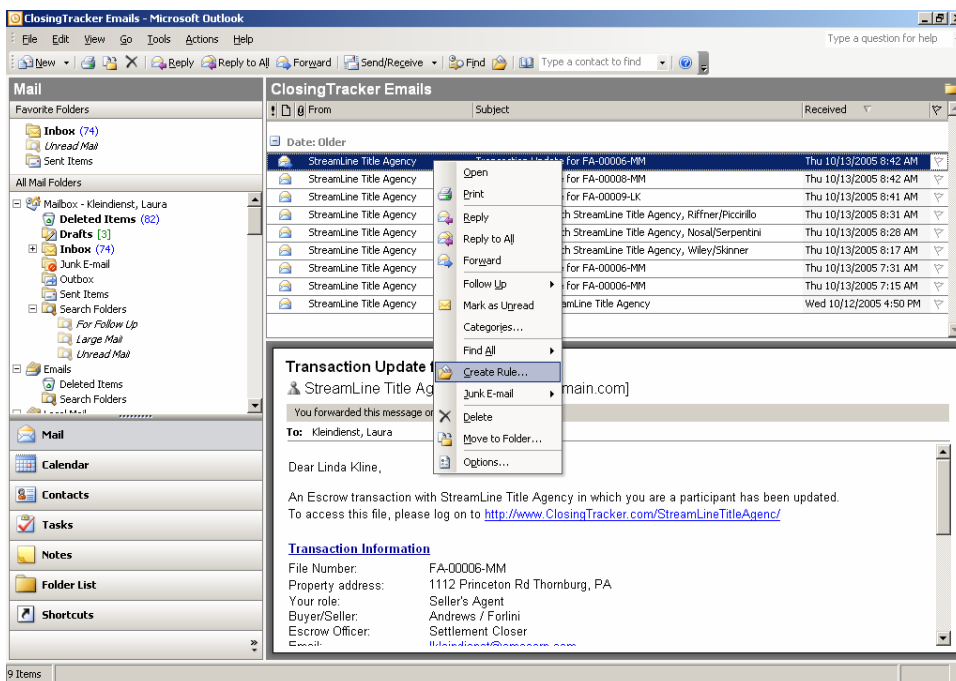 ClosingTracker Emails - Microsoft Outlook
File Edit View Go Tools Actions Help Type a question for help
New Reply Reply to All Forward Send/Receive Find Type a contact to find
Mail
Favorite Folders
Inbox (74)
Unread Mail
Sent Items
All Mail Folders
Mailbox - Kleindienst, Laura
Deleted Items (82)
Drafts [3]
Inbox (74)
Junk E-mail
Outbox
Sent Items
Search Folders
For Follow Up
Large Mail
Unread Mail
Emails
Deleted Items
Search Folders
Mail
Calendar
Contacts
Tasks
Notes
Folder List
Shortcuts
ClosingTracker Emails
From Subject Received
Date: Older
StreamLine Title Agency Transaction Update for FA-00006-MM Thu 10/13/2005 8:42 AM
StreamLine Title Agency for FA-00008-MM Thu 10/13/2005 8:42 AM
StreamLine Title Agency for FA-00009-LK Thu 10/13/2005 8:41 AM
StreamLine Title Agency StreamLine Title Agency, Riffner/Piccirillo Thu 10/13/2005 8:31 AM
StreamLine Title Agency StreamLine Title Agency, Nosal/Serpentini Thu 10/13/2005 8:28 AM
StreamLine Title Agency StreamLine Title Agency, Wiley/Skinner Thu 10/13/2005 8:17 AM
StreamLine Title Agency for FA-00006-MM Thu 10/13/2005 7:31 AM
StreamLine Title Agency for FA-00006-MM Thu 10/13/2005 7:15 AM
StreamLine Title Agency Title Agency Wed 10/12/2005 4:50 PM
Open
Print
Reply
Reply to All
Forward
Follow Up
Mark as Unread
Categories...
Find All
Create Rule...
Junk E-mail
Delete
Move to Folder...
Options...
Transaction Update
StreamLine Title Ag main.com]
You forwarded this message
To: Kleindienst, Laura
Dear Linda Kline,
An Escrow transaction with StreamLine Title Agency in which you are a participant has been updated.
To access this file, please log on to http://www.ClosingTracker.com/StreamLineTitleAgenc/
Transaction Information
File Number: FA-00006-MM
Property address: 1112 Princeton Rd Thornburg, PA
Your role: Seller's Agent
Buyer/Seller: Andrews / Forlini
Escrow Officer: Settlement Closer
9 Items